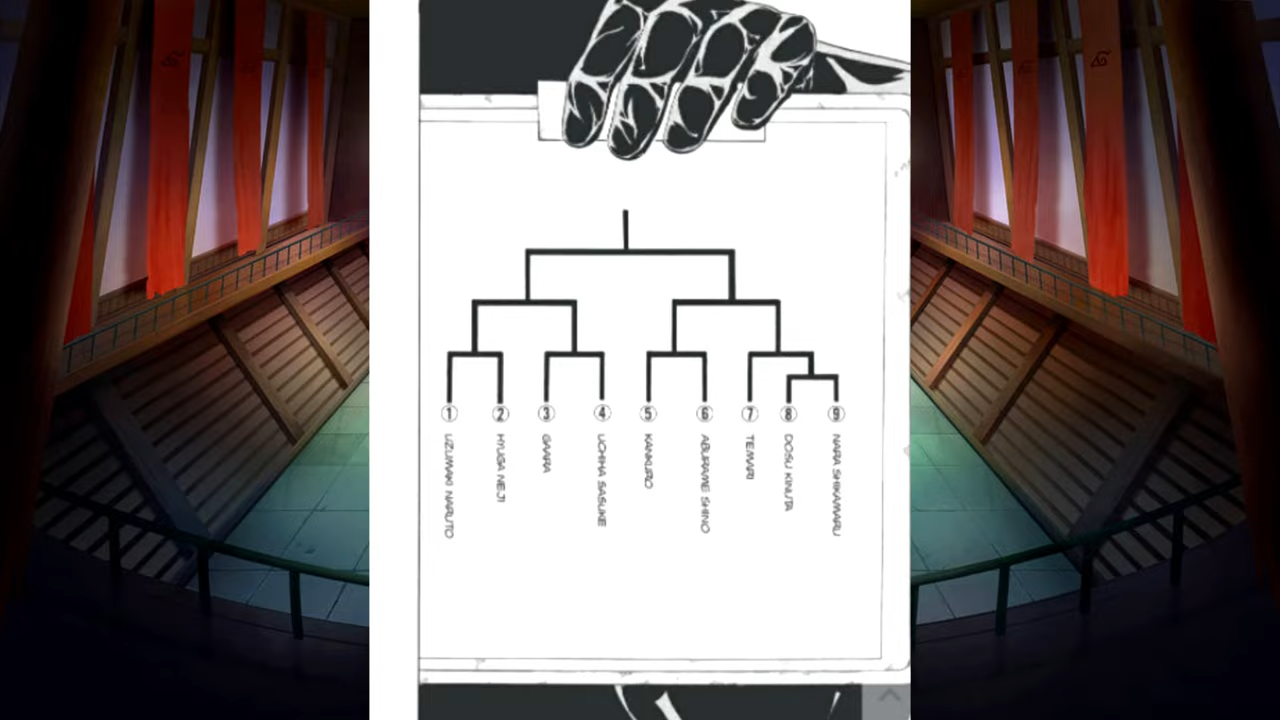 1 UZUMAKI NARUTO
2 HYUGA NEJI
3 GAARA
4 UCHIHA SASUKE
5 KANKURO
6 ABURAME SHINO
7 TEMARI
8 DOSU KINUTA
9 NARA SHIKAMARU